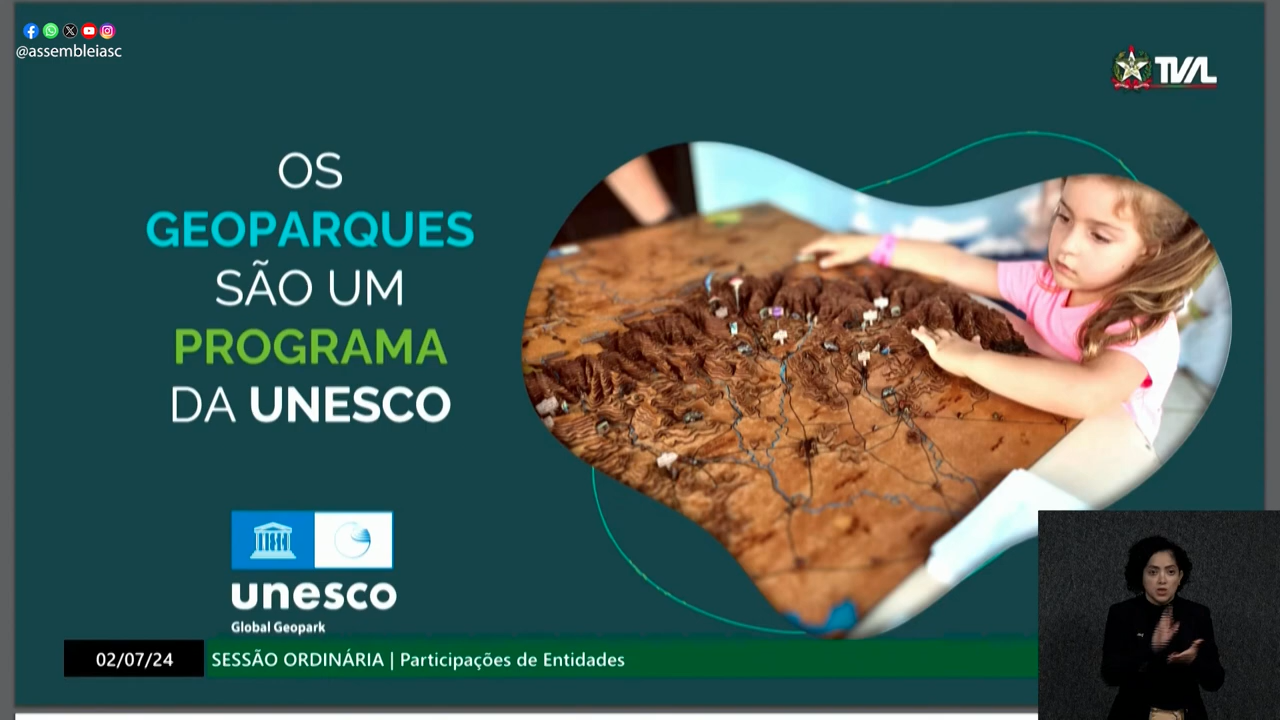 @assembleiasc
TVAL
OS
GEOPARQUES
SÃO UM
PROGRAMA
DA UNESCO
unesco
Global Geopark
02/07/24
SESSÃO ORDINÁRIA | Participações de Entidades